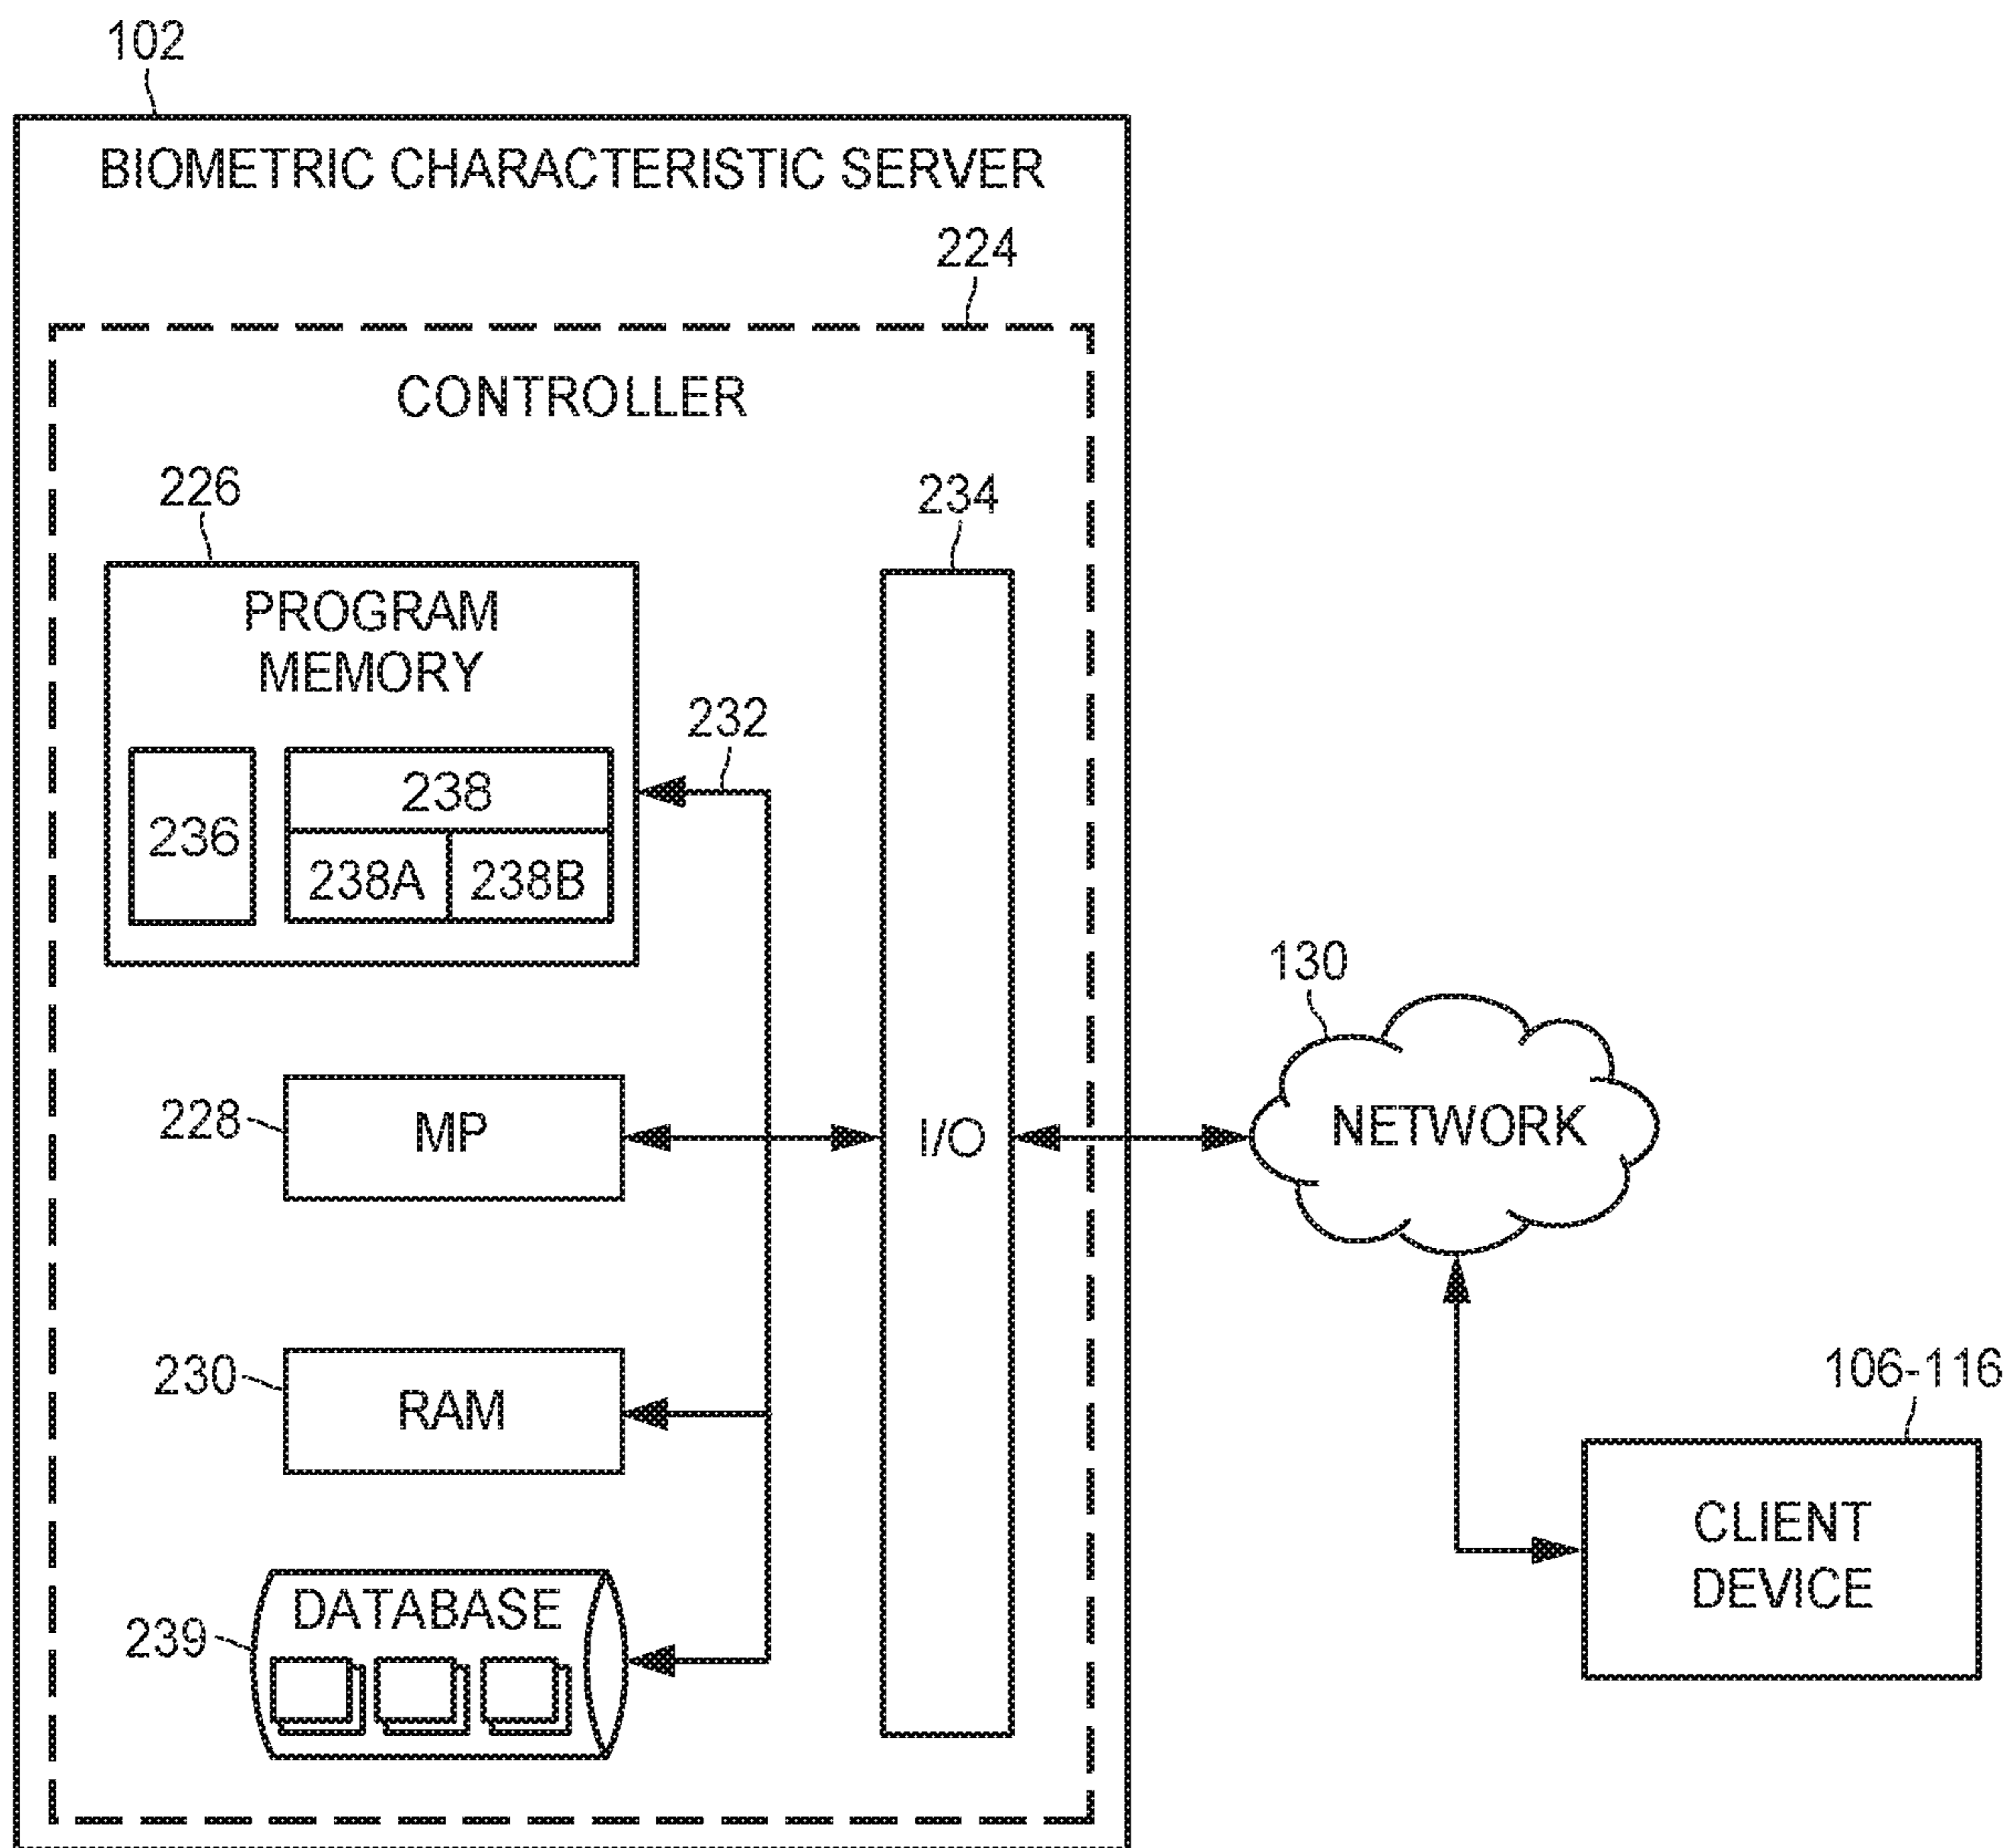 102
BIOMETRIC CHARACTERISTIC SERVER
224
CONTROLLER
226
234
PROGRAM
MEMORY
232
238
236
238A 238B
130
228
MP
I/O
NETWORK
230
RAM
106-116
CLIENT
DEVICE
239
DATABASE